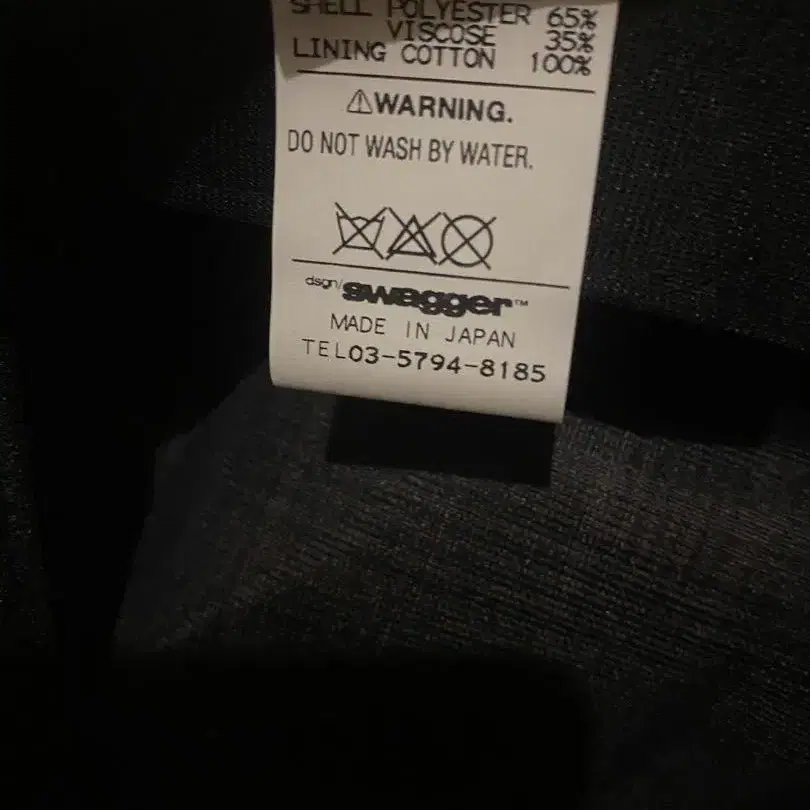 SHELL POLYESTER 65%
VISCOSE 35%
LINING COTTON 100%
⚠WARNING.
DO NOT WASH BY WATER.
dsgn/swagger™
MADE IN JAPAN
TEL03-5794-8185